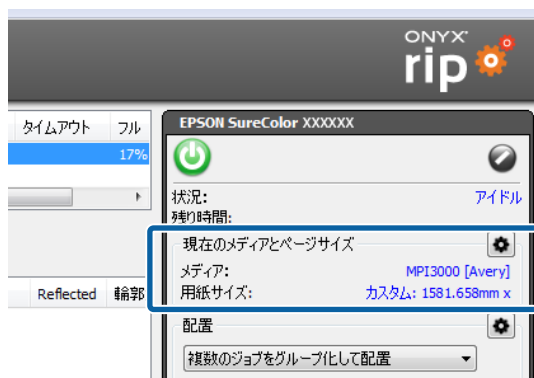 ONYX
rip
タイムアウト フル
17%
EPSON SureColor XXXXXX
状況: アイドル
残り時間:
現在のメディアとページサイズ
メディア: MPI3000 [Avery]
用紙サイズ: カスタム: 1581.658mm x
Reflected 輪郭
配置
複数のジョブをグループ化して配置